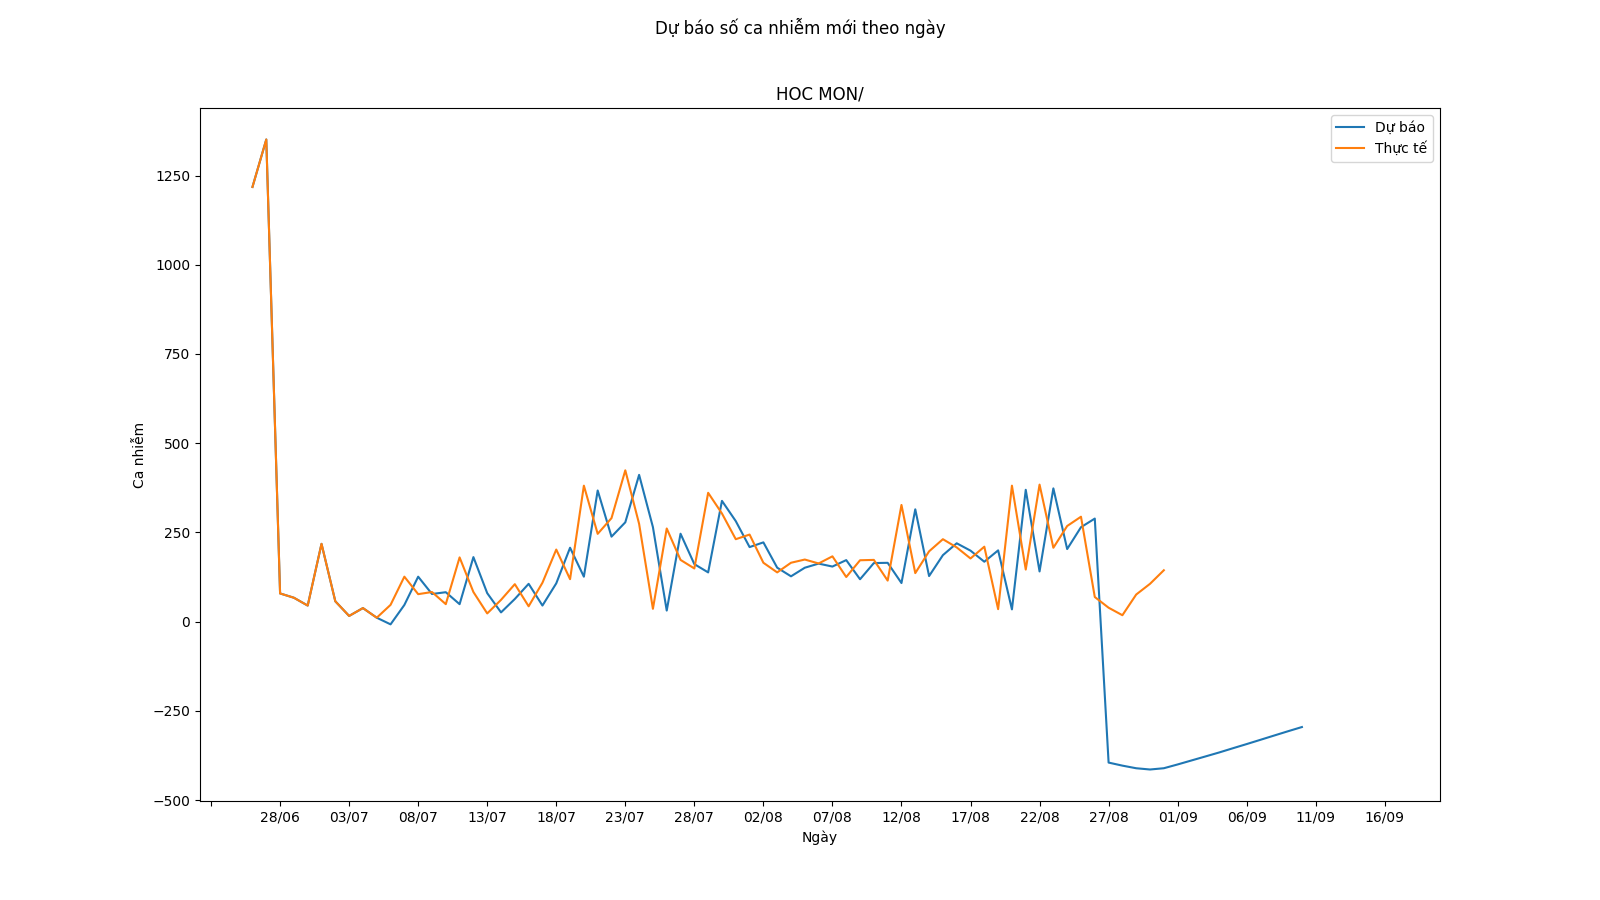 Dự báo số ca nhiễm mới theo ngày
HOC MON/
Dự báo
Thực tế
Ca nhiễm
1250
1000
750
500
250
0
−250
−500
28/06 03/07 08/07 13/07 18/07 23/07 28/07 02/08 07/08 12/08 17/08 22/08 27/08 01/09 06/09 11/09 16/09
Ngày